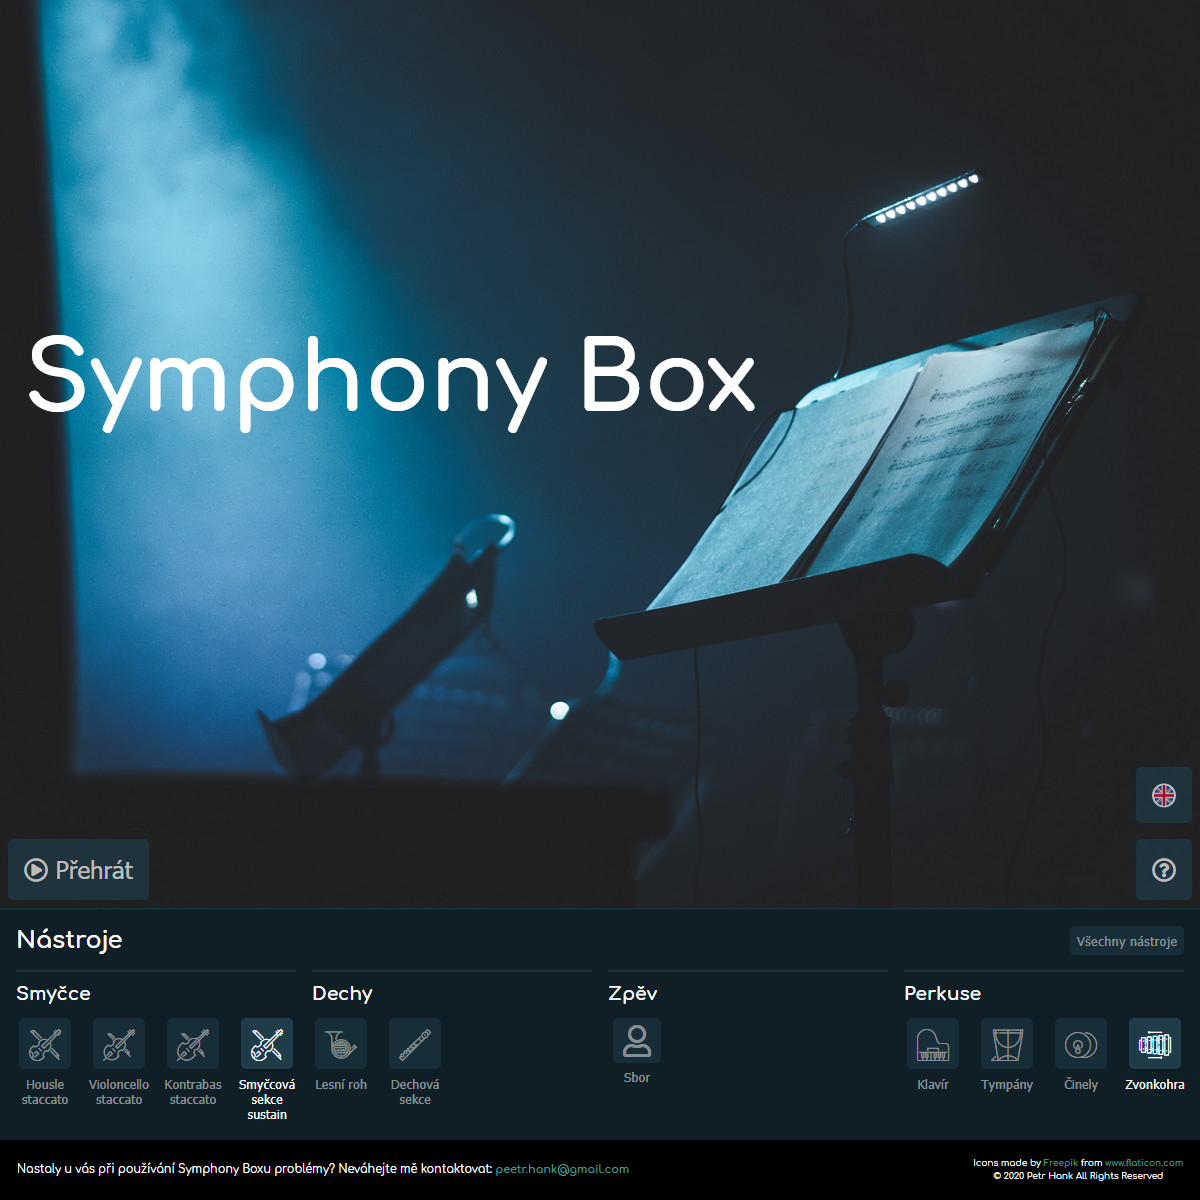 Symphony Box
Přehrát
Nástroje
Všechny nástroje
Smyčce
Dechy
Zpěv
Perkuse
Housle
staccato
Violoncello
staccato
Kontrabas
staccato
Smyčcová
sekce
sustain
Lesní roh
Dechová
sekce
Sbor
Klavír
Tympány
Činely
Zvonkohra
Nastaly u vás při používání Symphony Boxu problémy? Neváhejte mě kontaktovat: peetr.hank@gmail.com
Icons made by Freepik from www.flaticon.com
© 2020 Petr Hank All Rights Reserved